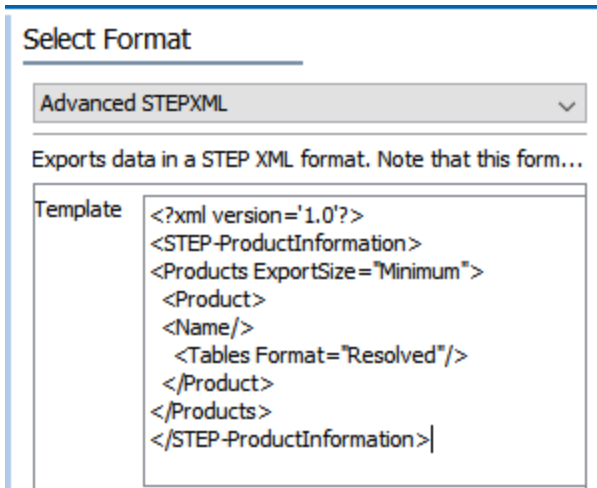 Select Format
Advanced STEPXML
Exports data in a STEP XML format. Note that this form...
Template
<?xml version='1.0'?>
<STEP-ProductInformation>
<Products ExportSize="Minimum">
<Product>
<Name/>
<Tables Format="Resolved"/>
</Product>
</Products>
</STEP-ProductInformation>